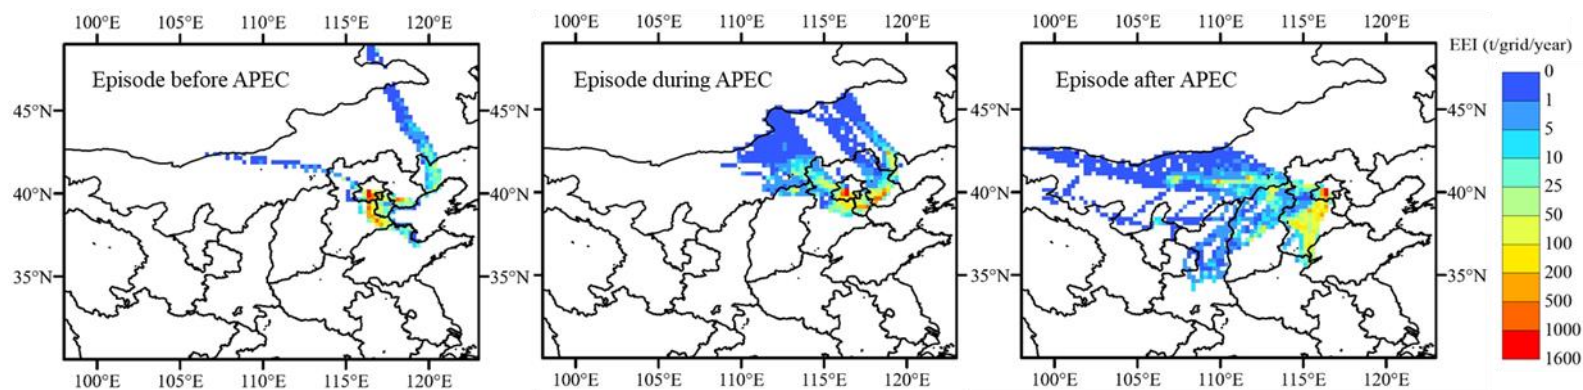 100°E 105°E 110°E 115°E 120°E 100°E 105°E 110°E 115°E 120°E 100°E 105°E 110°E 115°E 120°E
EEI (t/grid/year)
Episode before APEC Episode during APEC Episode after APEC
0
45°N 45°N 45°N 45°N
1
5
10
40°N 40°N 40°N 40°N
25
50
100
35°N 35°N 35°N 35°N
200
500
1000
1600
100°E 105°E 110°E 115°E 120°E 100°E 105°E 110°E 115°E 120°E 100°E 105°E 110°E 115°E 120°E